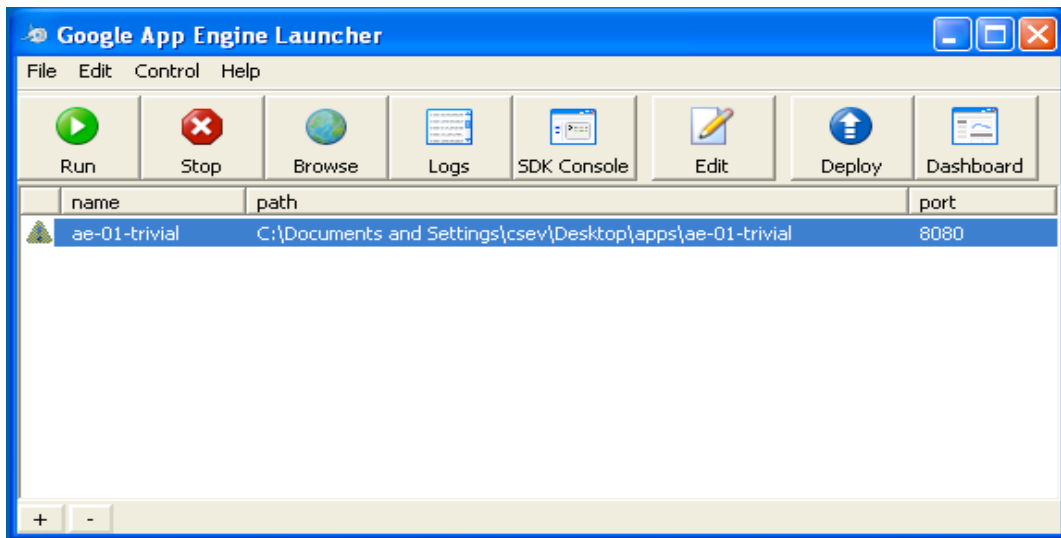 Google App Engine Launcher
File Edit Control Help
Run Stop Browse Logs SDK Console Edit Deploy Dashboard
name path port
ae-01-trivial C:\Documents and Settings\csev\Desktop\apps\ae-01-trivial 8080
+ -